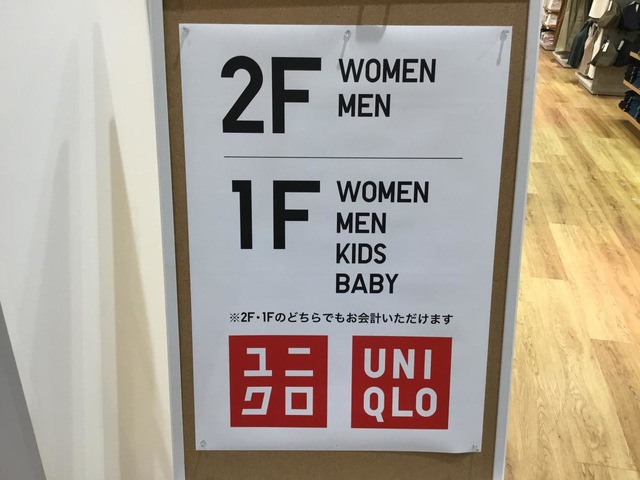 2F WOMEN
MEN
1F WOMEN
MEN
KIDS
BABY
※2F・1Fのどちらでもお会計いただけます
ユニ
クロ
UNI
QLO